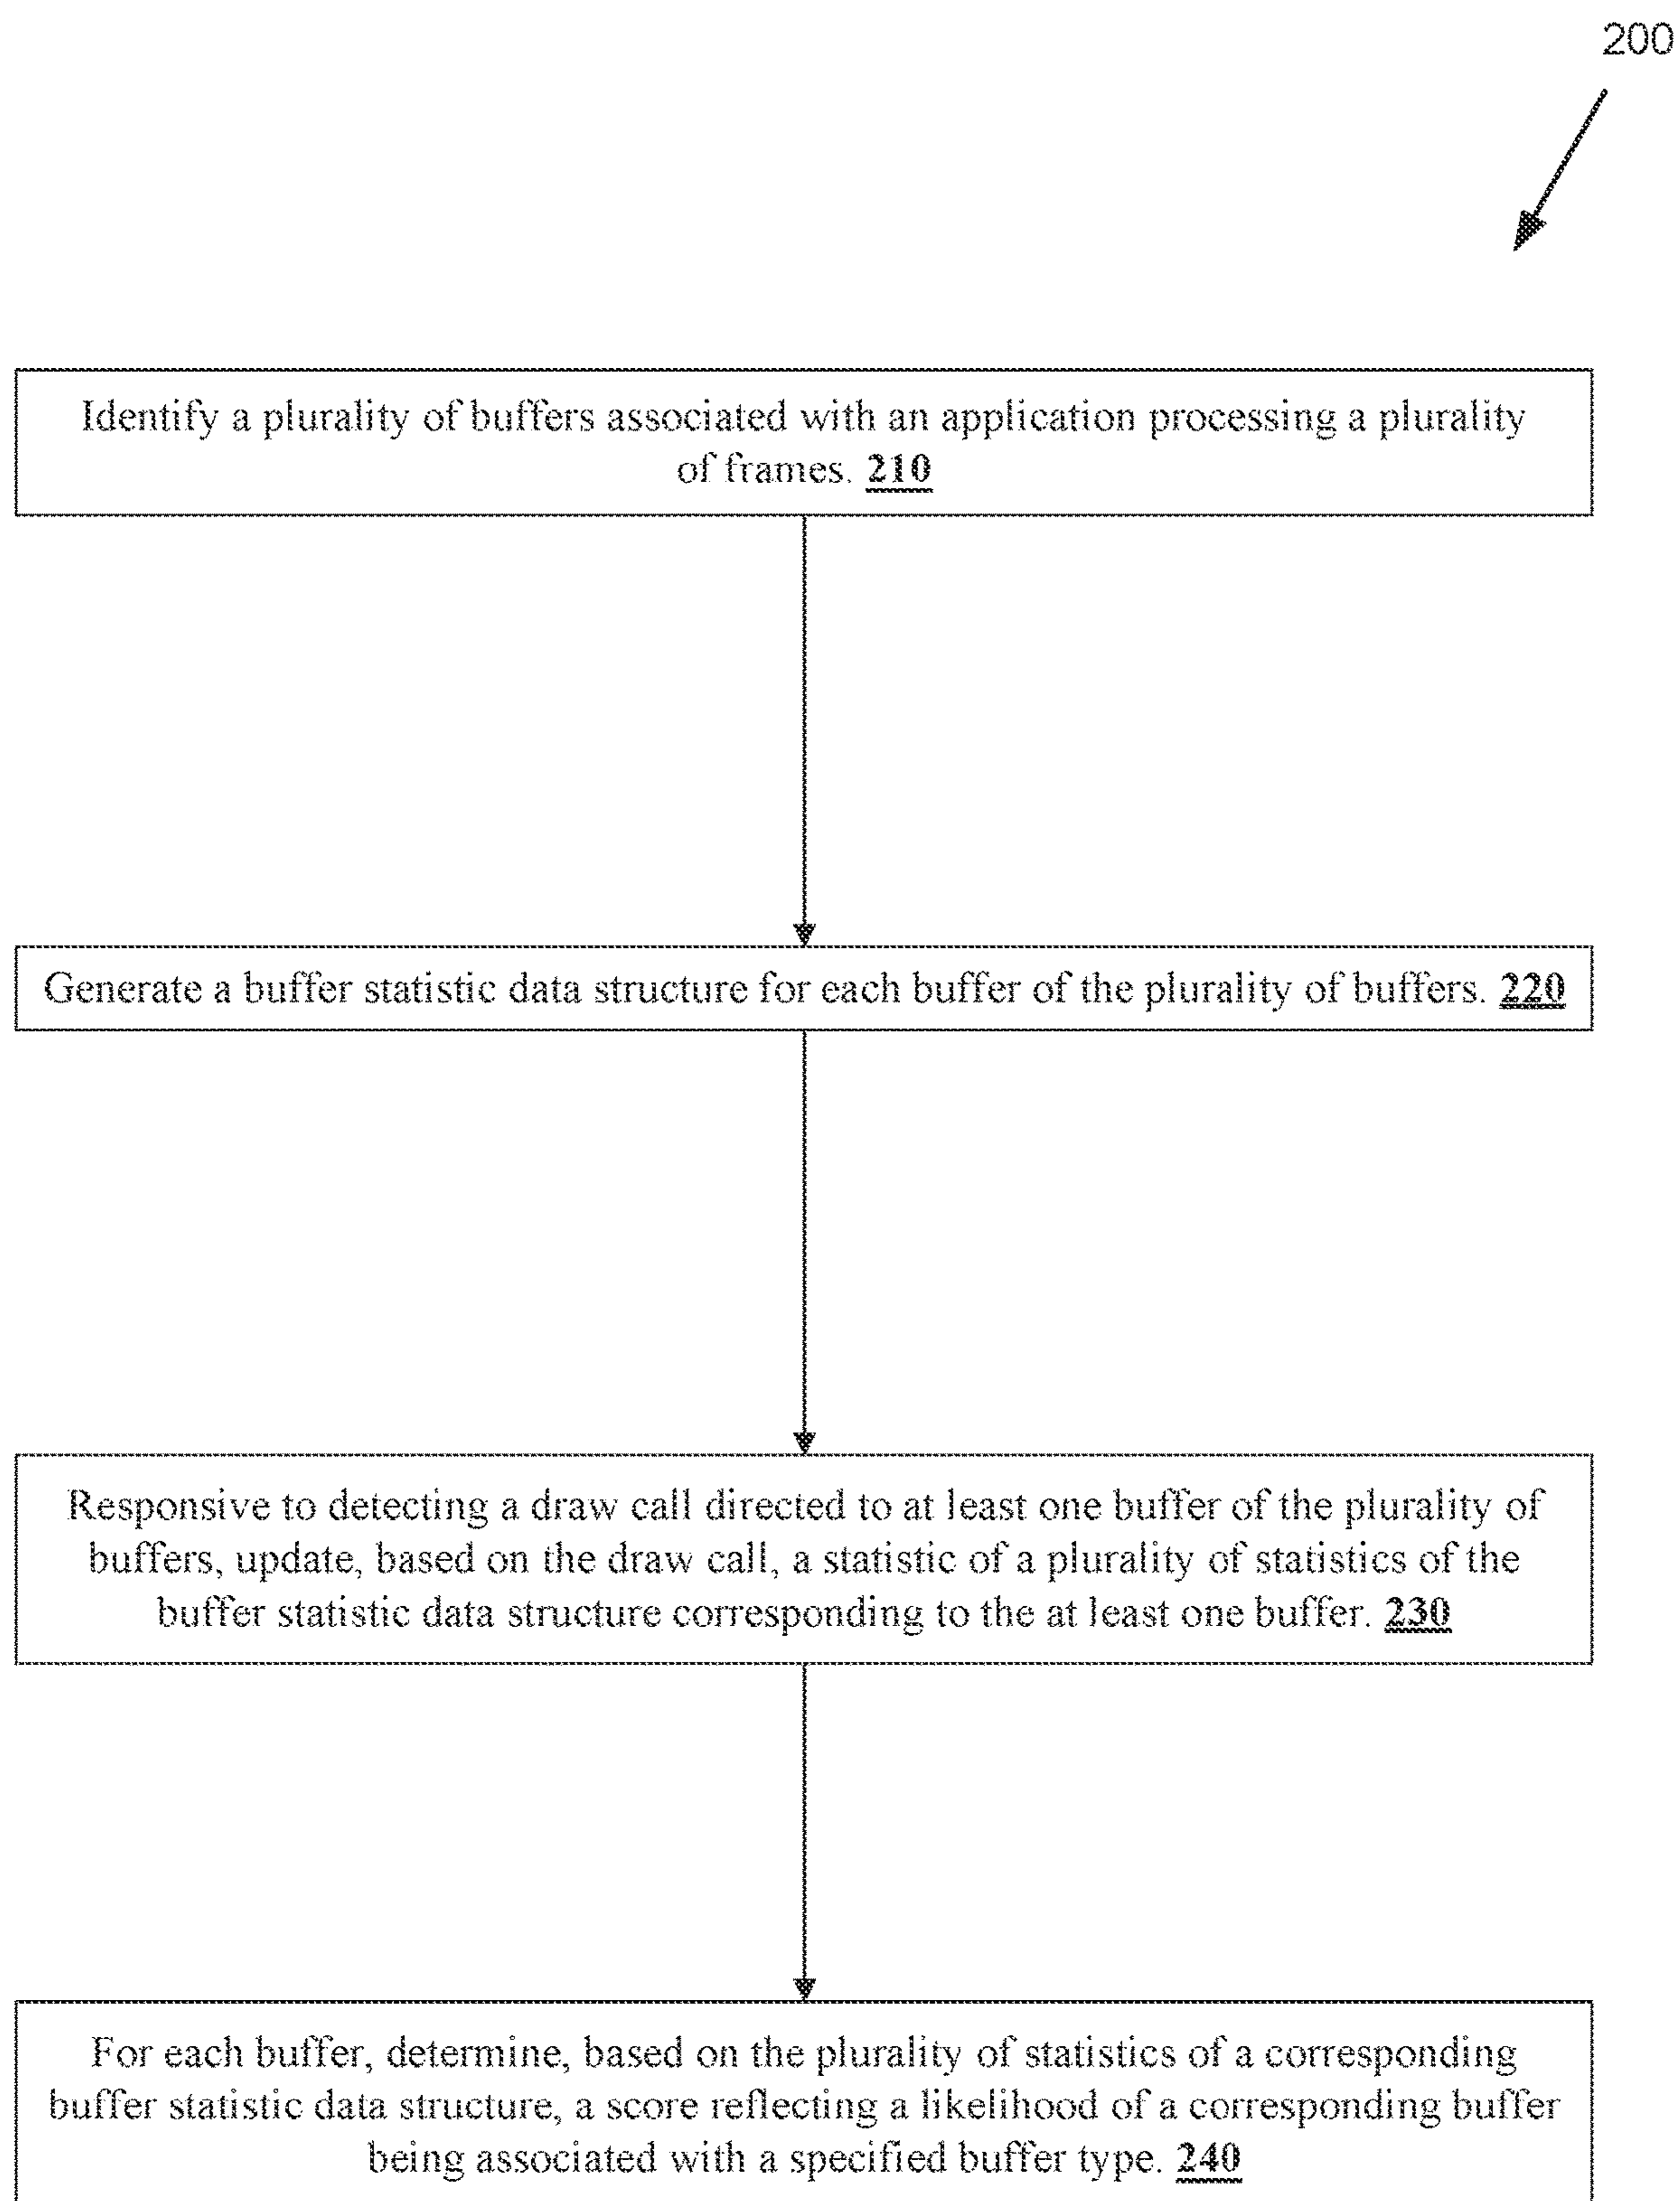 200
Identify a plurality of buffers associated with an application processing a plurality
of frames. 210
Generate a buffer statistic data structure for each buffer of the plurality of buffers. 220
Responsive to detecting a draw call directed to at least one buffer of the plurality of
buffers, update, based on the draw call, a statistic of a plurality of statistics of the
buffer statistic data structure corresponding to the at least one buffer. 230
For each buffer, determine, based on the plurality of statistics of a corresponding
buffer statistic data structure, a score reflecting a likelihood of a corresponding buffer
being associated with a specified buffer type. 240